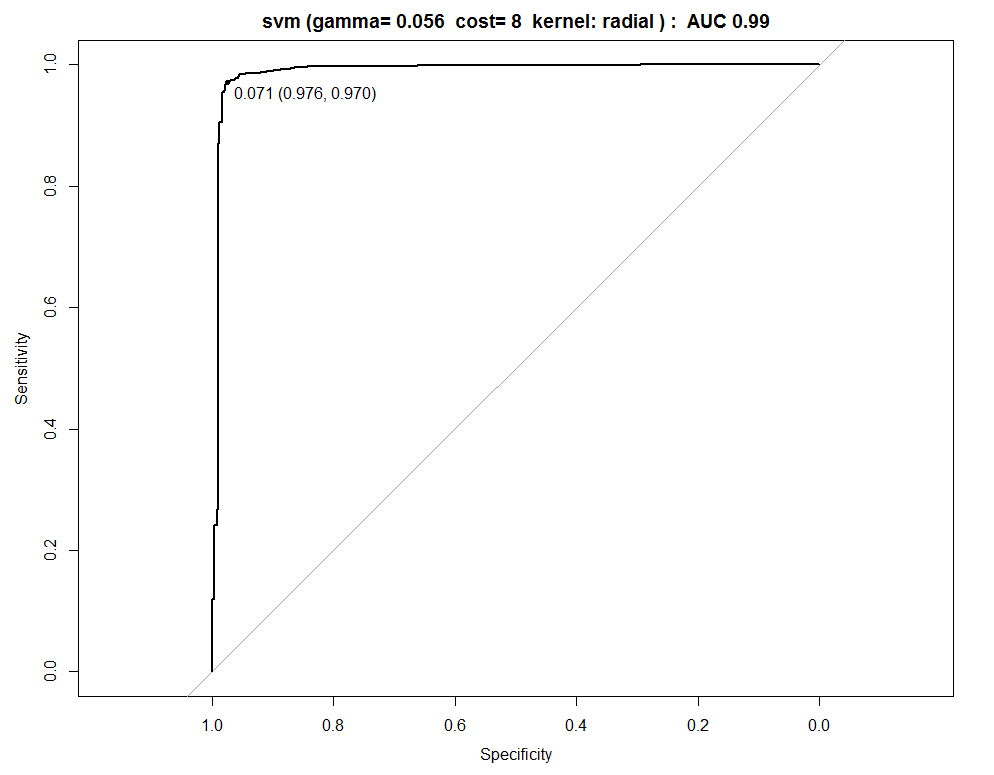 svm (gamma= 0.056  cost= 8  kernel: radial ) :  AUC 0.99
1.0
0.071 (0.976, 0.970)
0.8
0.6
Sensitivity
0.4
0.2
0.0
1.0 0.8 0.6 0.4 0.2 0.0
Specificity